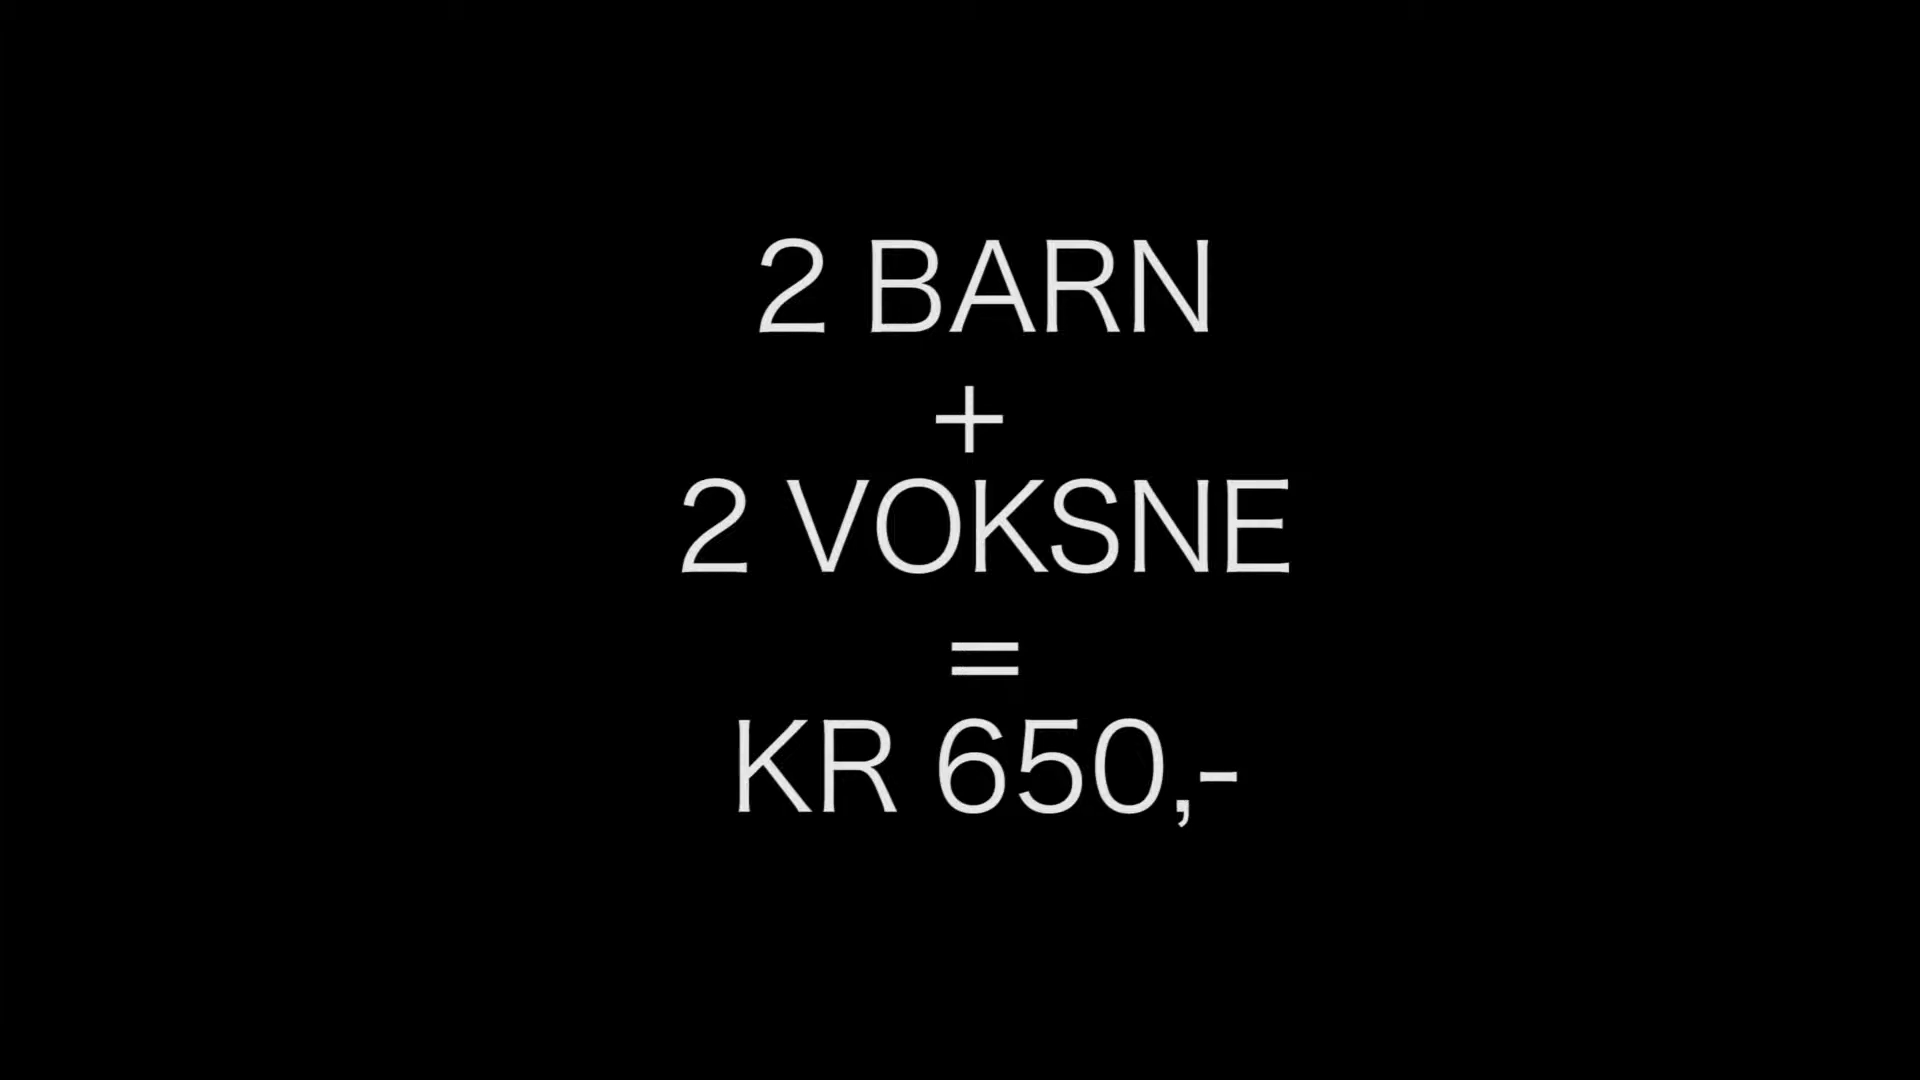 2 BARN
+
2 VOKSNE
=
KR 650,-